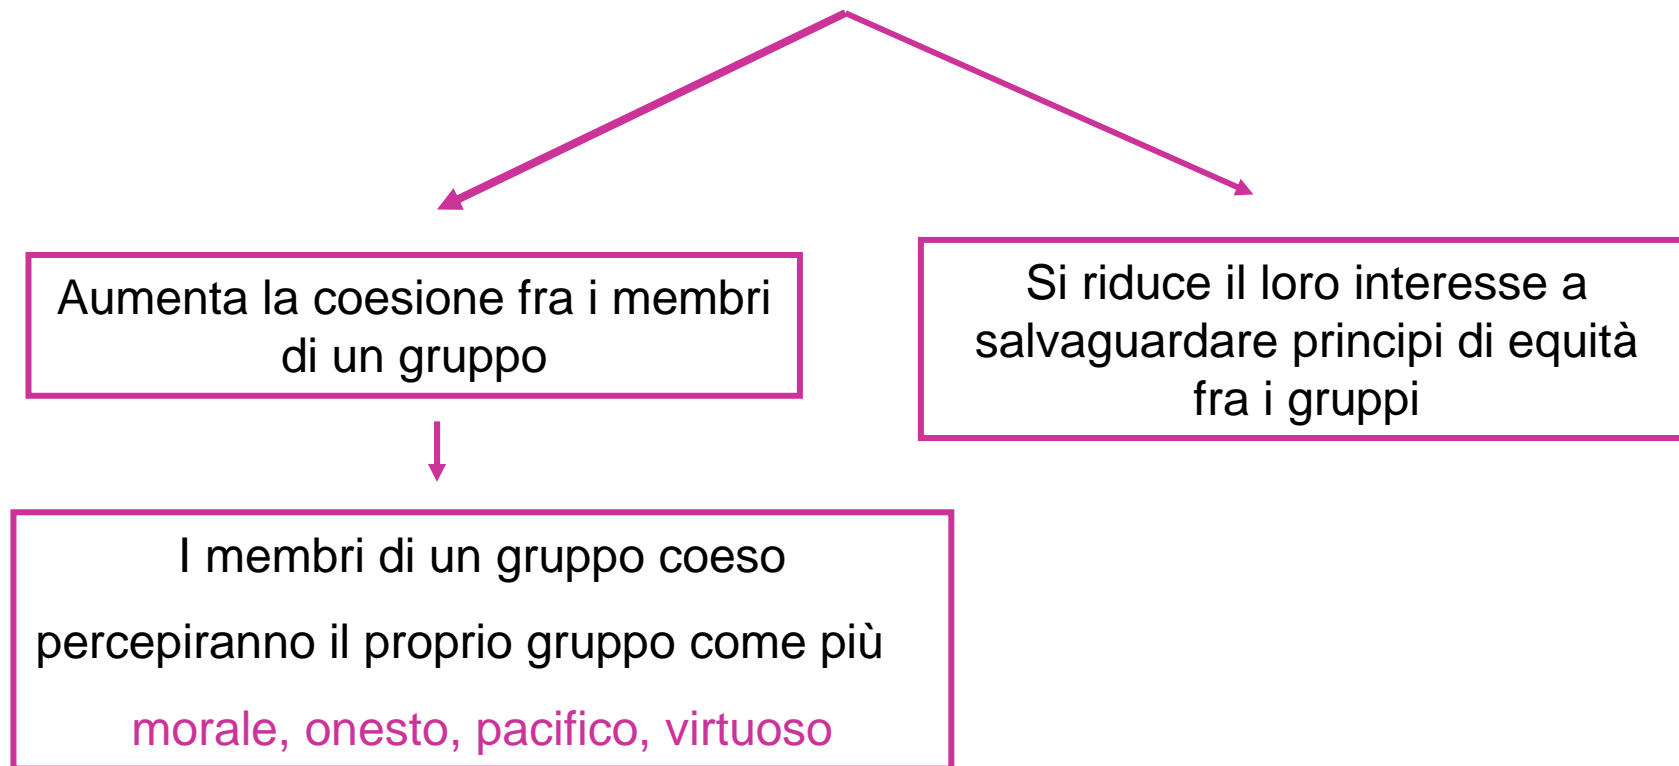 Aumenta la coesione fra i membri
di un gruppo
Si riduce il loro interesse a
salvaguardare principi di equità
fra i gruppi
I membri di un gruppo coeso
percepiranno il proprio gruppo come più
morale, onesto, pacifico, virtuoso